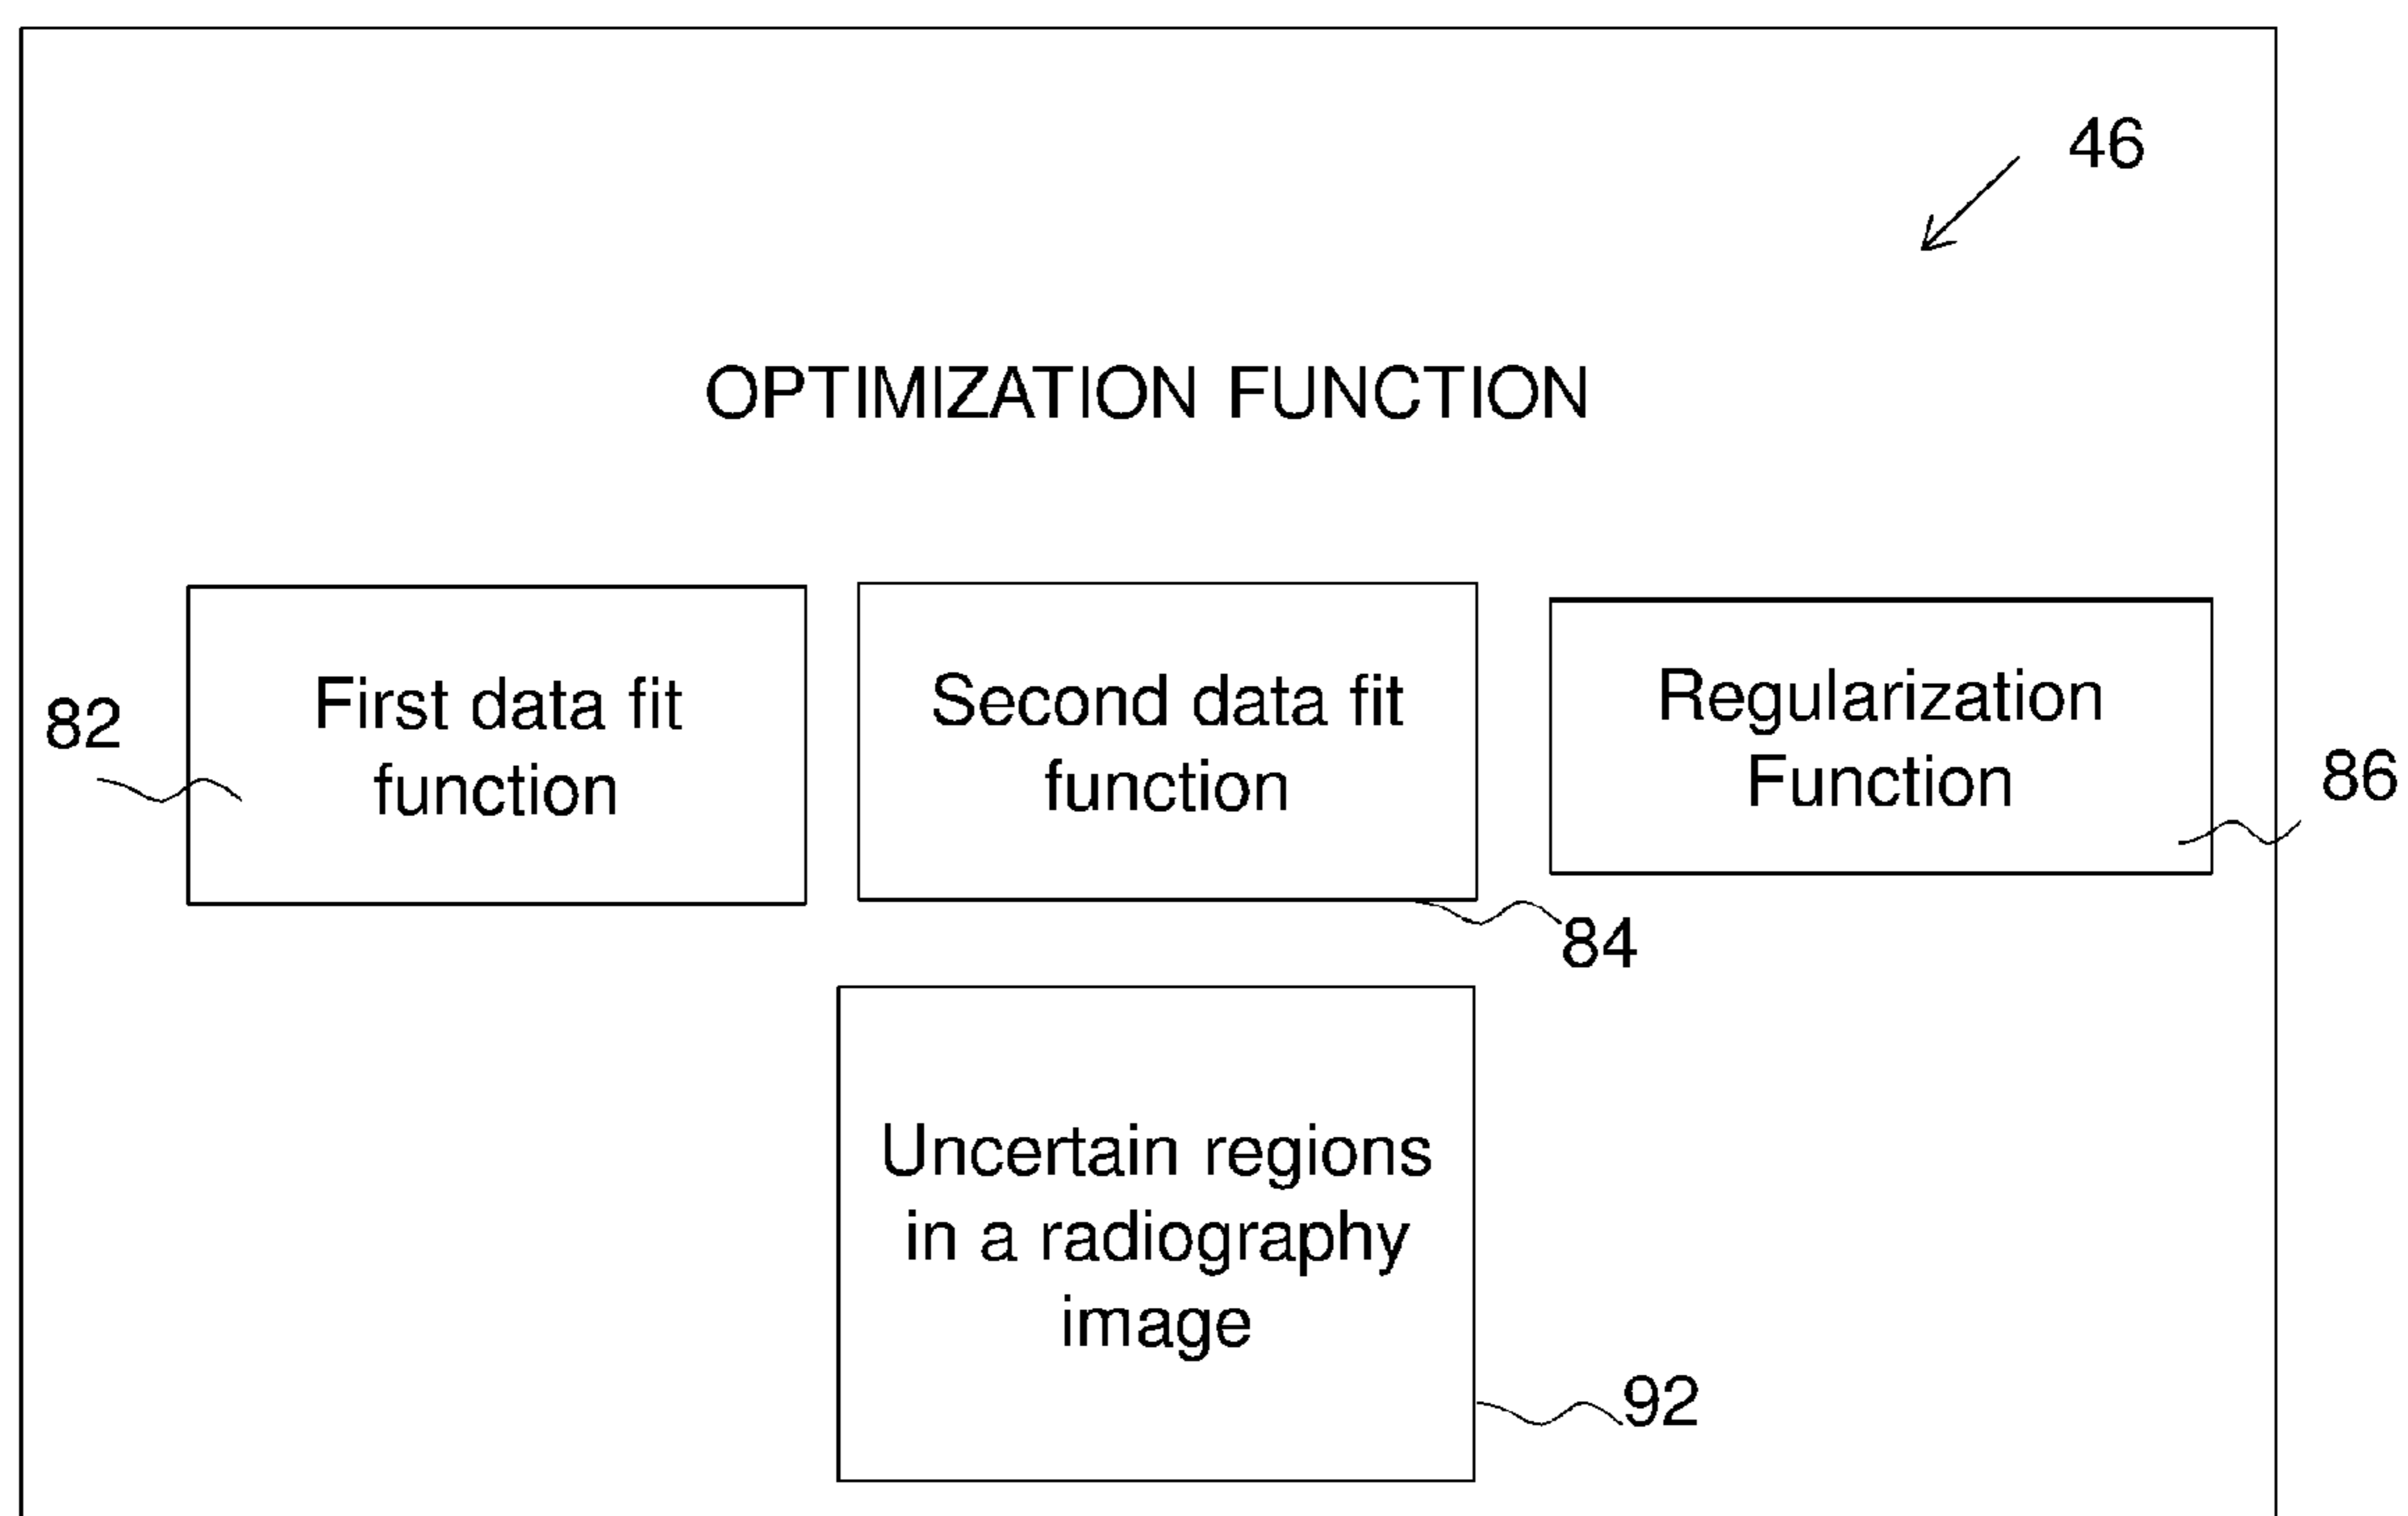 46
OPTIMIZATION FUNCTION
First data fit
function
82
Second data fit
function
84
Regularization
Function
86
Uncertain regions
in a radiography
image
92